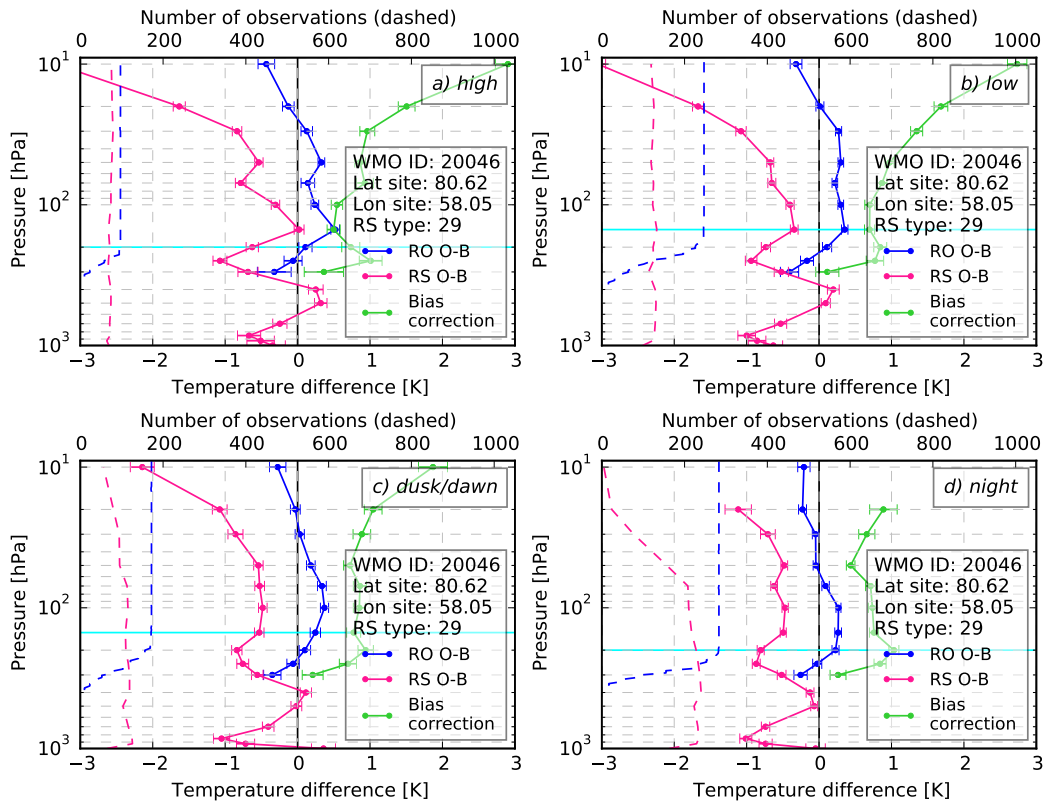 Number of observations (dashed)
0 200 400 600 800 1000
Pressure [hPa]
10^1
10^2
10^3
a) high
WMO ID: 20046
Lat site: 80.62
Lon site: 58.05
RS type: 29
RO O-B
RS O-B
Bias
correction
−3 −2 −1 0 1 2 3
Temperature difference [K]
Number of observations (dashed)
0 200 400 600 800 1000
Pressure [hPa]
10^1
10^2
10^3
b) low
WMO ID: 20046
Lat site: 80.62
Lon site: 58.05
RS type: 29
RO O-B
RS O-B
Bias
correction
−3 −2 −1 0 1 2 3
Temperature difference [K]
Number of observations (dashed)
0 200 400 600 800 1000
Pressure [hPa]
10^1
10^2
10^3
c) dusk/dawn
WMO ID: 20046
Lat site: 80.62
Lon site: 58.05
RS type: 29
RO O-B
RS O-B
Bias
correction
−3 −2 −1 0 1 2 3
Temperature difference [K]
Number of observations (dashed)
0 200 400 600 800 1000
Pressure [hPa]
10^1
10^2
10^3
d) night
WMO ID: 20046
Lat site: 80.62
Lon site: 58.05
RS type: 29
RO O-B
RS O-B
Bias
correction
−3 −2 −1 0 1 2 3
Temperature difference [K]